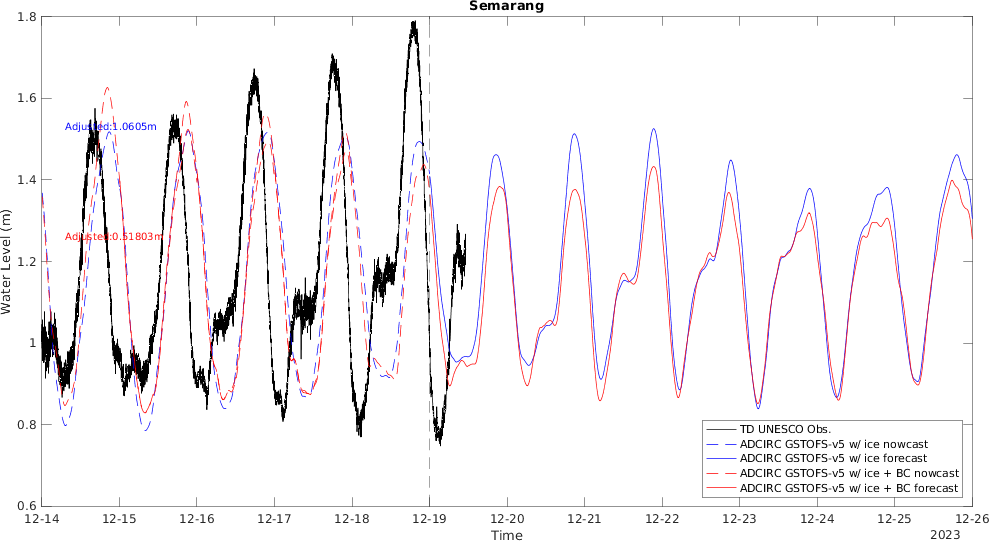 Semarang
Water Level (m)
1.8
1.6
1.4
1.2
1
0.8
0.6
Adjusted:1.0605m
Adjusted:0.51803m
TD UNESCO Obs.
ADCIRC GSTOFS-v5 w/ ice nowcast
ADCIRC GSTOFS-v5 w/ ice forecast
ADCIRC GSTOFS-v5 w/ ice + BC nowcast
ADCIRC GSTOFS-v5 w/ ice + BC forecast
12-14 12-15 12-16 12-17 12-18 12-19 12-20 12-21 12-22 12-23 12-24 12-25 12-26
Time
2023